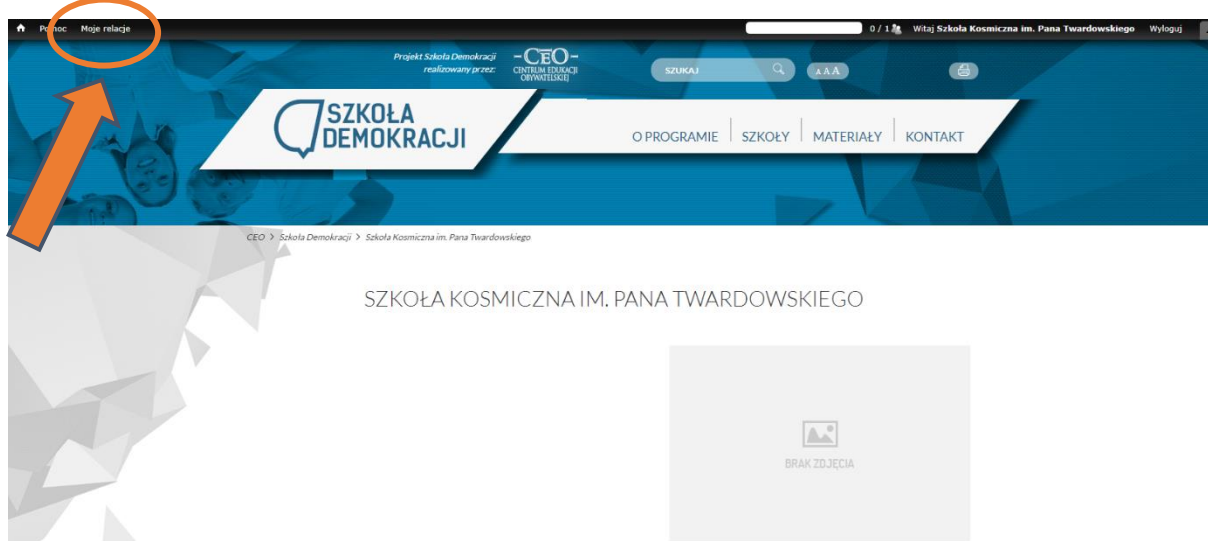 Pomoc Moje relacje
0 / 1 Witaj Szkoła Kosmiczna im. Pana Twardowskiego Wyloguj
Projekt Szkoła Demokracji
realizowany przez:
CEO
CENTRUM EDUKACJI
OBYWATELSKIEJ
SZUKAJ
A A A
SZKOŁA
DEMOKRACJI
O PROGRAMIE SZKOŁY MATERIAŁY KONTAKT
CEO > Szkoła Demokracji > Szkoła Kosmiczna im. Pana Twardowskiego
SZKOŁA KOSMICZNA IM. PANA TWARDOWSKIEGO
BRAK ZDJĘCIA